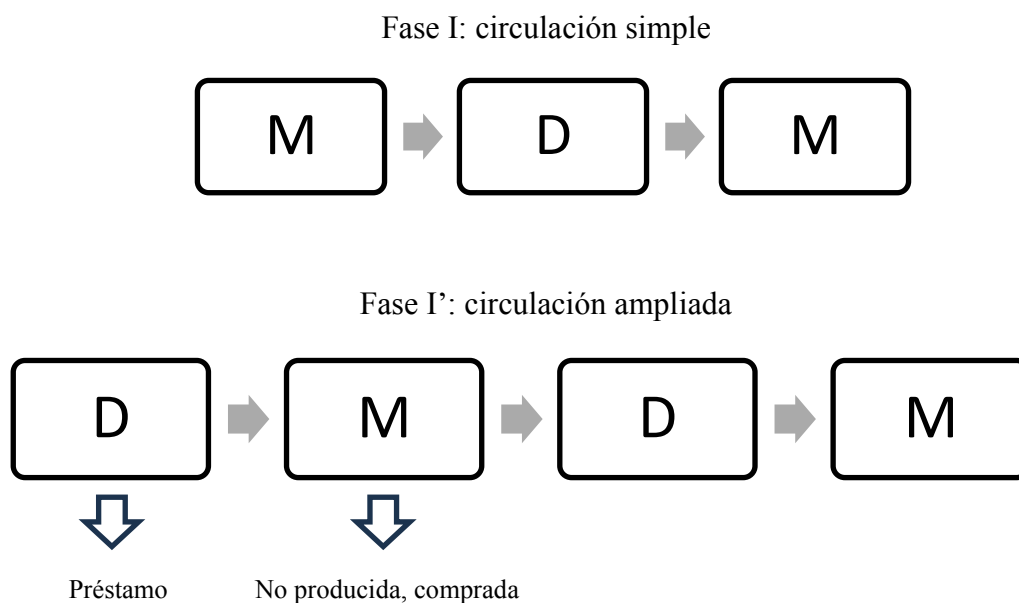 Fase I: circulación simple
M D M
Fase I’: circulación ampliada
D M D M
Préstamo No producida, comprada